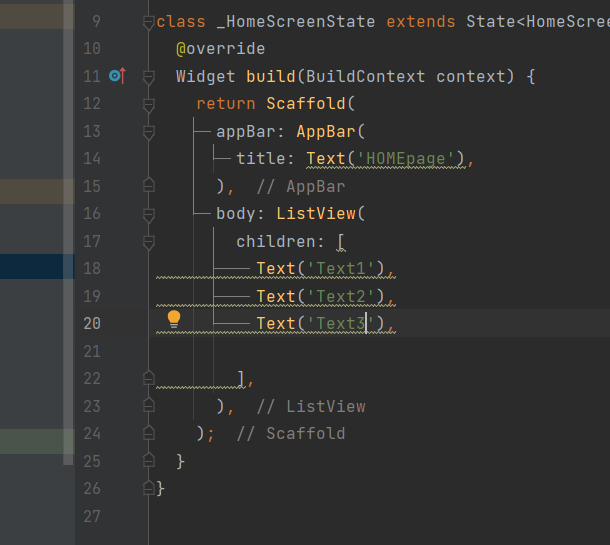 9 class _HomeScreenState extends State<HomeScree
10 @override
11 Widget build(BuildContext context) {
12 return Scaffold(
13 appBar: AppBar(
14 title: Text('HOMEpage'),
15 ), // AppBar
16 body: ListView(
17 children: [
18 Text('Text1'),
19 Text('Text2'),
20 Text('Text3'),
21
22 ],
23 ), // ListView
24 ); // Scaffold
25 }
26 }
27